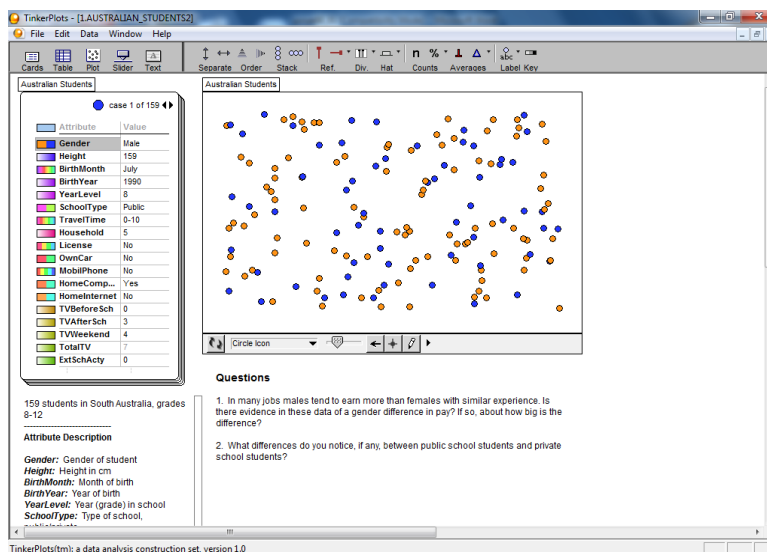 TinkerPlots - [1.AUSTRALIAN_STUDENTS2]
File Edit Data Window Help
Cards Table Plot Slider Text Separate Order Stack Ref. Div. Hat Counts Averages Label Key
n % abc
Australian Students
case 1 of 159
Attribute Value
Gender Male
Height 159
BirthMonth July
BirthYear 1990
YearLevel 8
SchoolType Public
TravelTime 0-10
Household 5
License No
OwnCar No
MobilPhone No
HomeComp... Yes
HomeInternet No
TVBeforeSch 0
TVAfterSch 3
TVWeekend 4
TotalTV 7
ExtSchActy 0
159 students in South Australia, grades
8-12
----------------------------
Attribute Description
Gender: Gender of student
Height: Height in cm
BirthMonth: Month of birth
BirthYear: Year of birth
YearLevel: Year (grade) in school
SchoolType: Type of school,
public/private
Australian Students
Circle Icon
Questions
1. In many jobs males tend to earn more than females with similar experience. Is
there evidence in these data of a gender difference in pay? If so, about how big is the
difference?
2. What differences do you notice, if any, between public school students and private
school students?
TinkerPlots(tm): a data analysis construction set, version 1.0